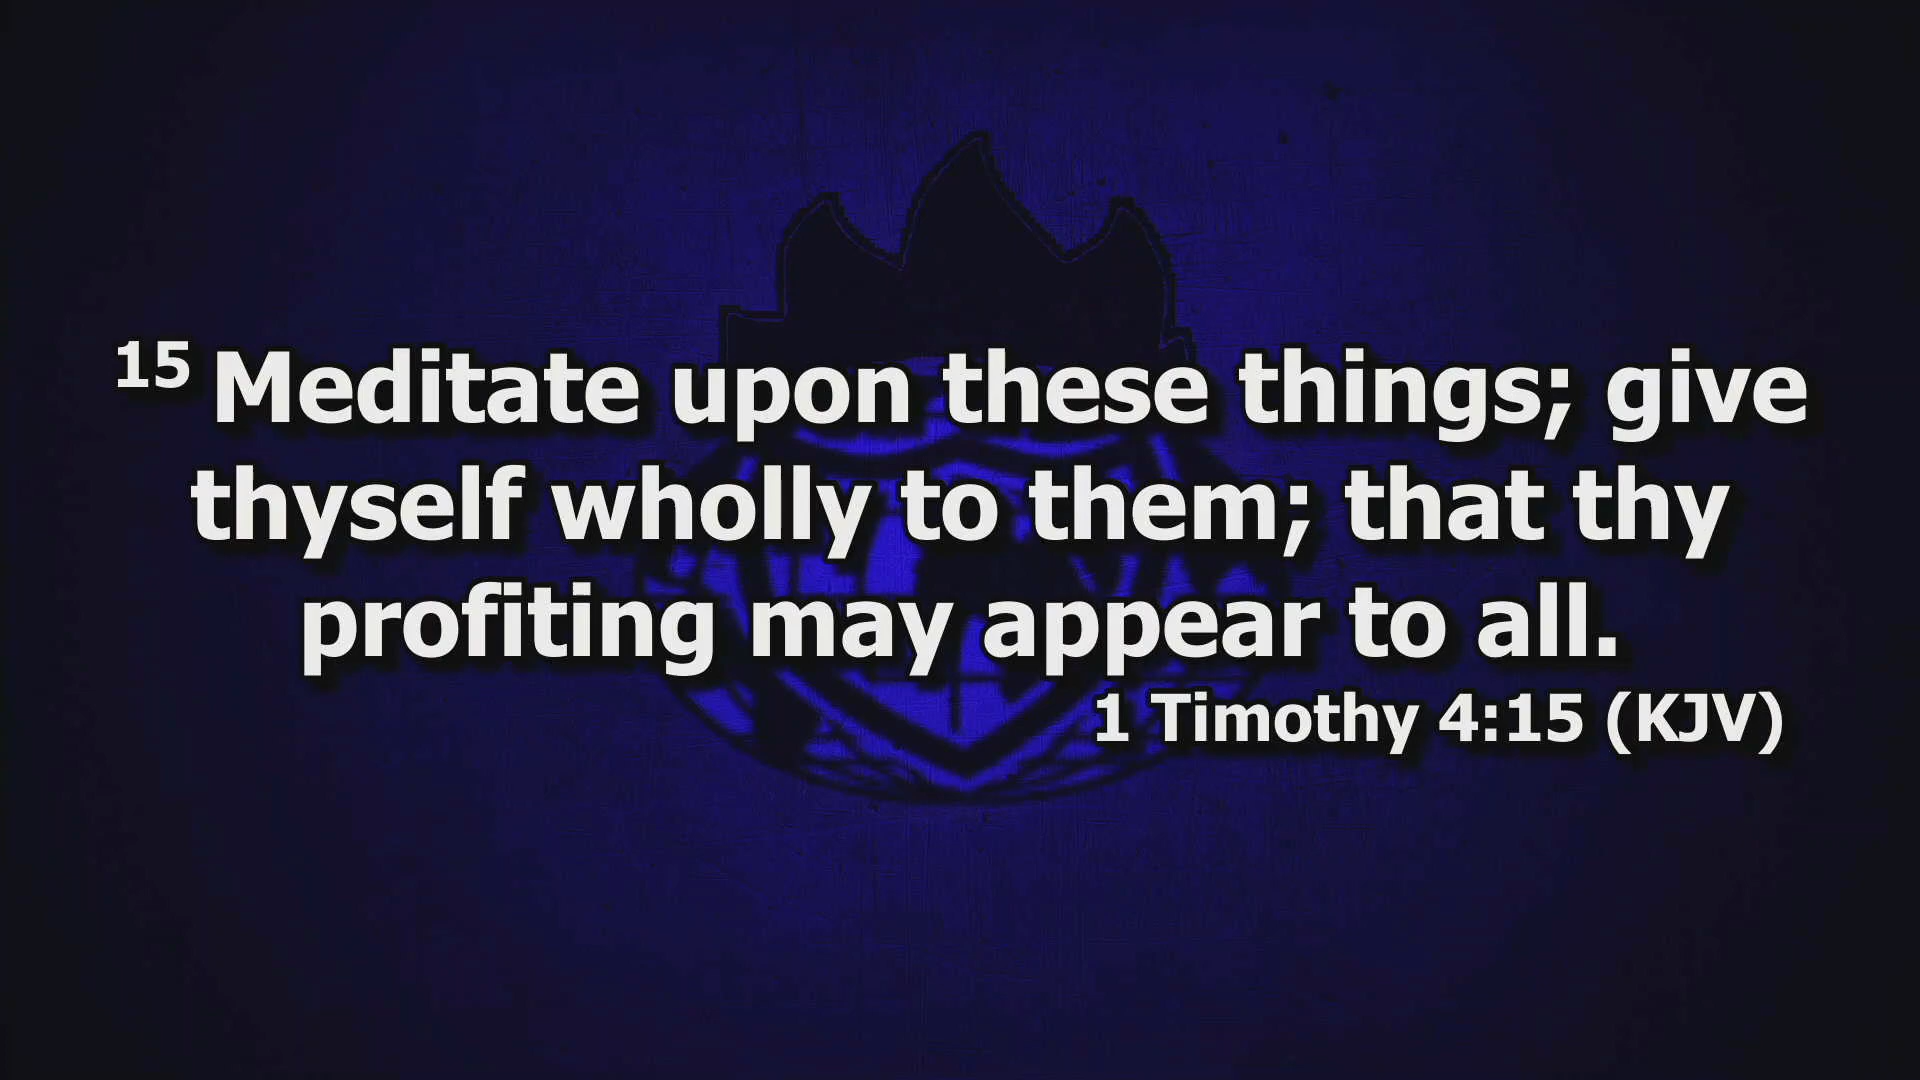 15 Meditate upon these things; give
thyself wholly to them; that thy
profiting may appear to all.
1 Timothy 4:15 (KJV)